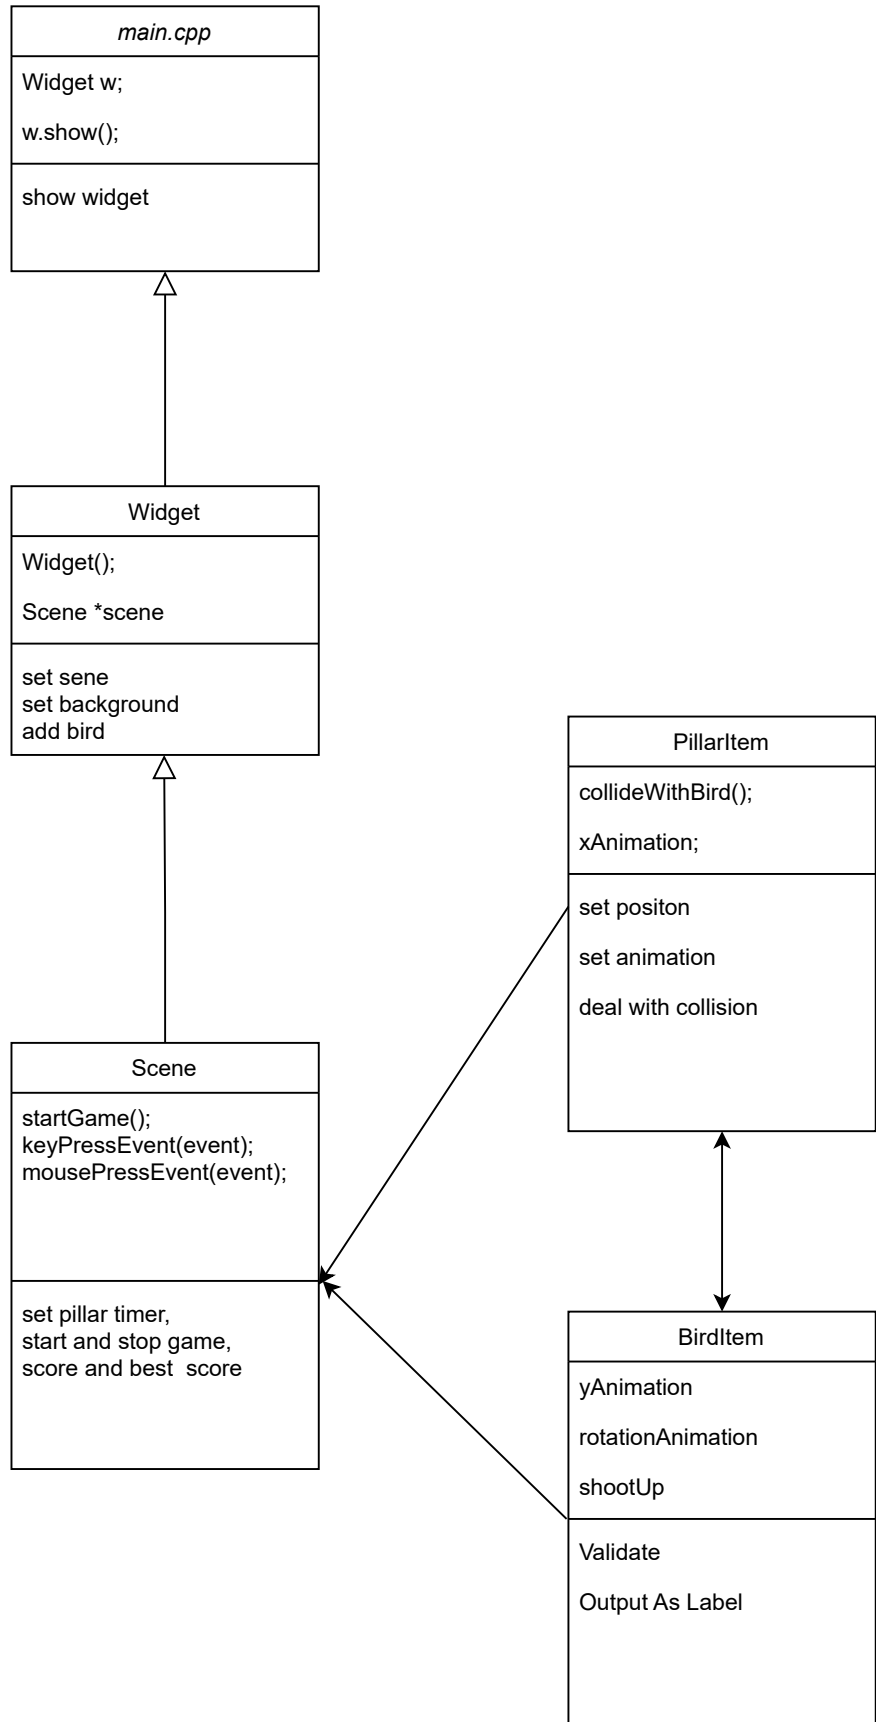 main.cpp
Widget w;
w.show();
show widget
Widget
Widget();
Scene *scene
set sene
set background
add bird
PillarItem
collideWithBird();
xAnimation;
set positon
set animation
deal with collision
Scene
startGame();
keyPressEvent(event);
mousePressEvent(event);
set pillar timer,
start and stop game,
score and best  score
BirdItem
yAnimation
rotationAnimation
shootUp
Validate
Output As Label